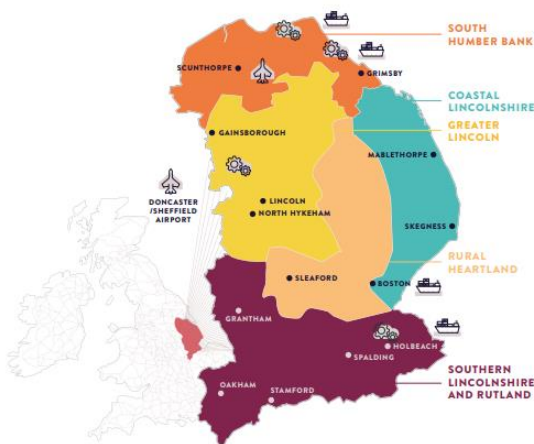 SOUTH
HUMBER BANK
SCUNTHORPE
GRIMSBY
COASTAL
LINCOLNSHIRE
GREATER
LINCOLN
GAINSBOROUGH
MABLETHORPE
DONCASTER
/SHEFFIELD
AIRPORT
LINCOLN
NORTH HYKEHAM
SKEGNESS
RURAL
HEARTLAND
SLEAFORD
BOSTON
GRANTHAM
HOLBEACH
SPALDING
OAKHAM
STAMFORD
SOUTHERN
LINCOLNSHIRE
AND RUTLAND